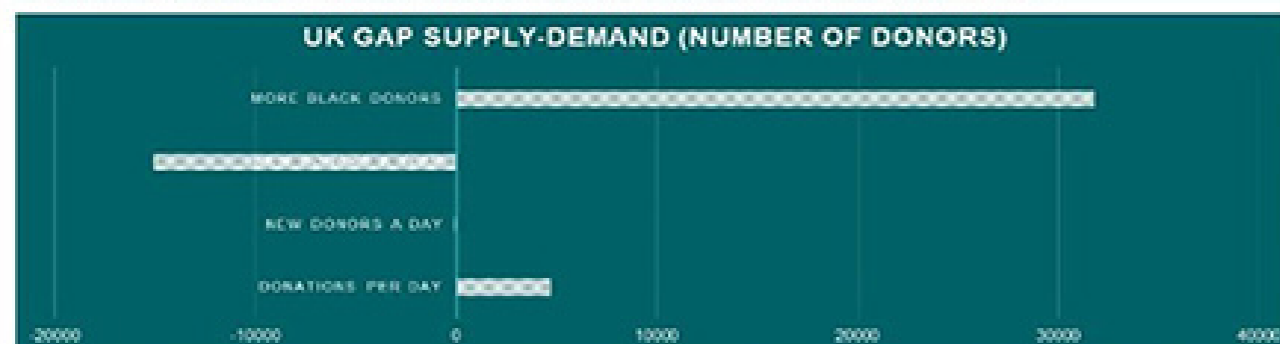 UK GAP SUPPLY-DEMAND (NUMBER OF DONORS)
MORE BLACK DONORS
NEW DONORS A DAY
DONATIONS PER DAY
-20000 -10000 0 10000 20000 30000 40000